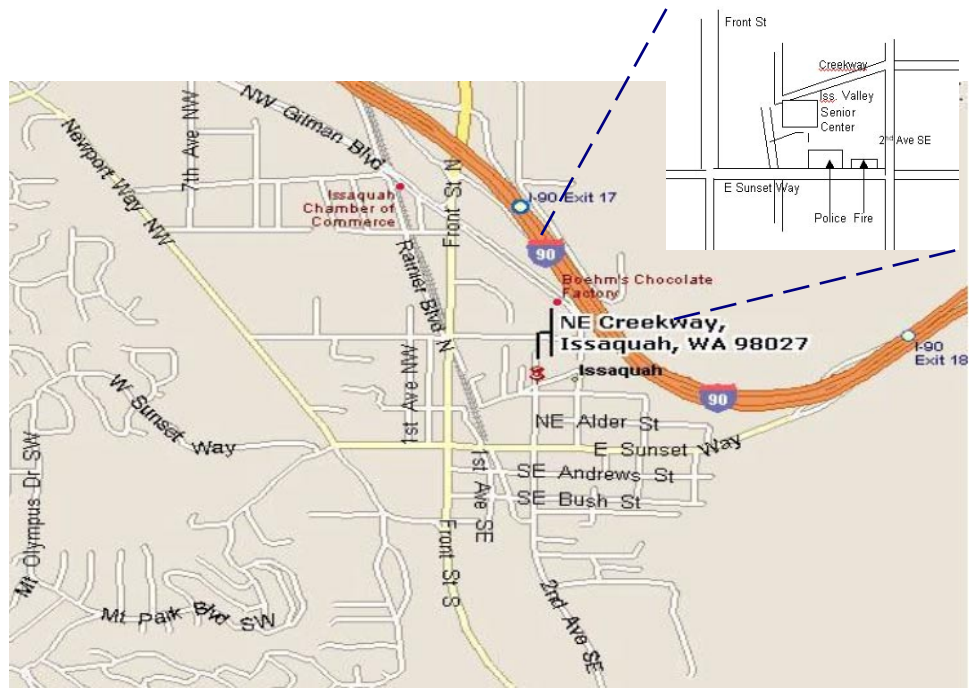 Front St
Creekway
Iss. Valley
Senior
Center
2nd Ave SE
E Sunset Way
Police Fire
NW Gilman Blvd
7th Ave NW
Newport Way NW
Issaquah
Chamber of
Commerce
Front St N
I-90 Exit 17
90
Rainier Blvd N
Boehm's Chocolate
Factory
NE Creekway,
Issaquah, WA 98027
I-90
Exit 18
Issaquah
90
1st Ave NW
W Sunset Way
NE Alder St
E Sunset Way
SE Andrews St
SE Bush St
1st Ave SE
Mt Olympus Dr SW
Front St S
2nd Ave SE
Mt Park Blvd SW